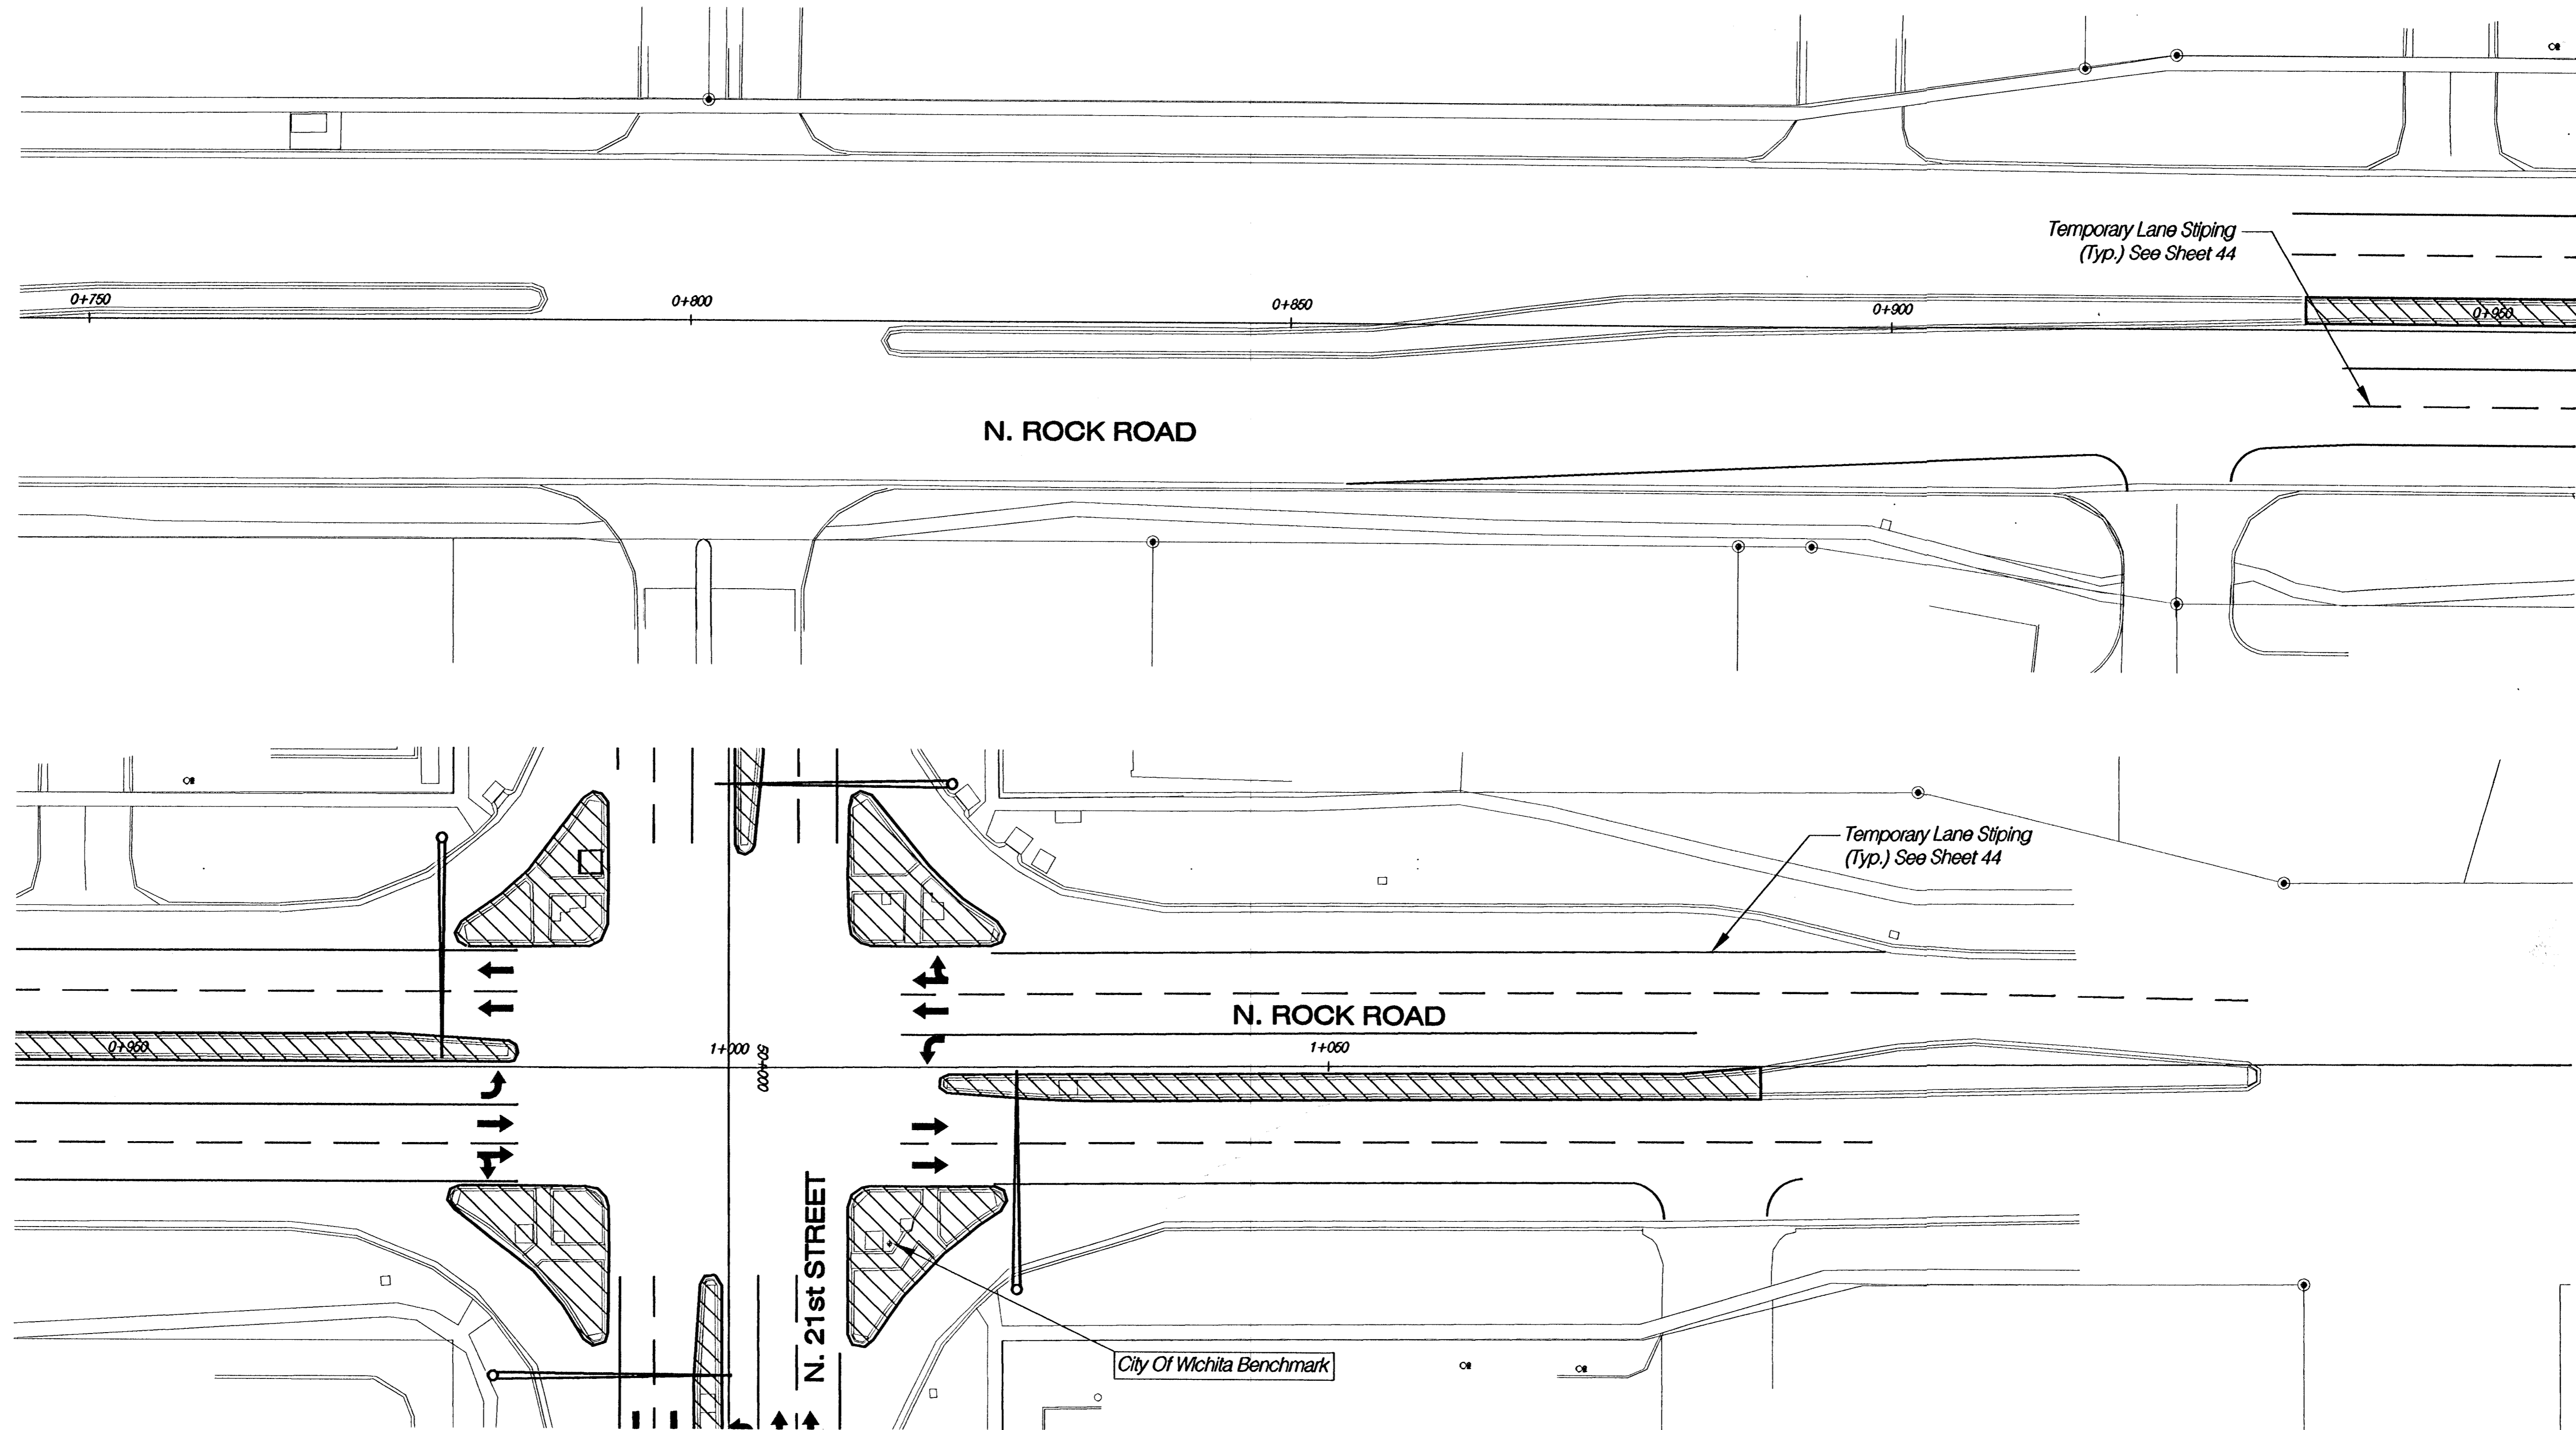 Temporary Lane Stiping
(Typ.) See Sheet 44
0+750
0+800
0+850
0+900
0+950
N. ROCK ROAD
Temporary Lane Stiping
(Typ.) See Sheet 44
N. ROCK ROAD
0+950
1+000
50+000
1+050
N. 21st STREET
City Of Wichita Benchmark